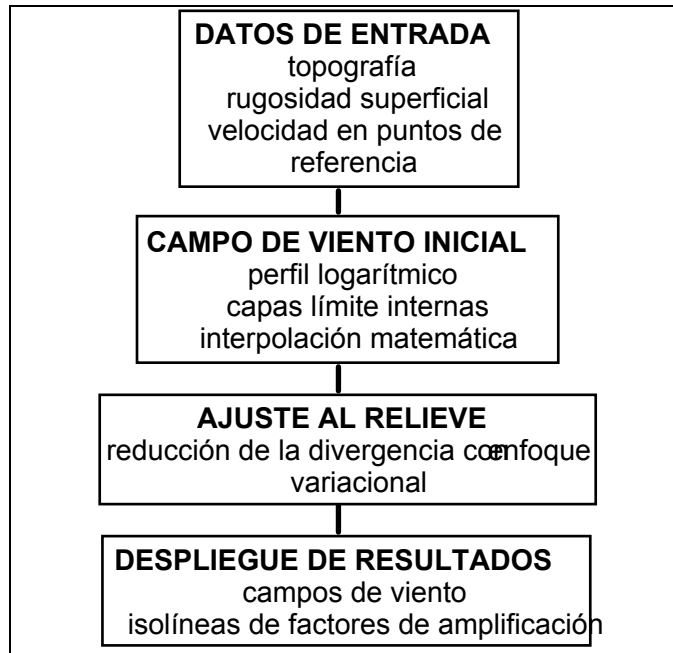 DATOS DE ENTRADA
topografía
rugosidad superficial
velocidad en puntos de
referencia
CAMPO DE VIENTO INICIAL
perfil logarítmico
capas límite internas
interpolación matemática
AJUSTE AL RELIEVE
reducción de la divergencia con enfoque
variacional
DESPLIEGUE DE RESULTADOS
campos de viento
isolíneas de factores de amplificación